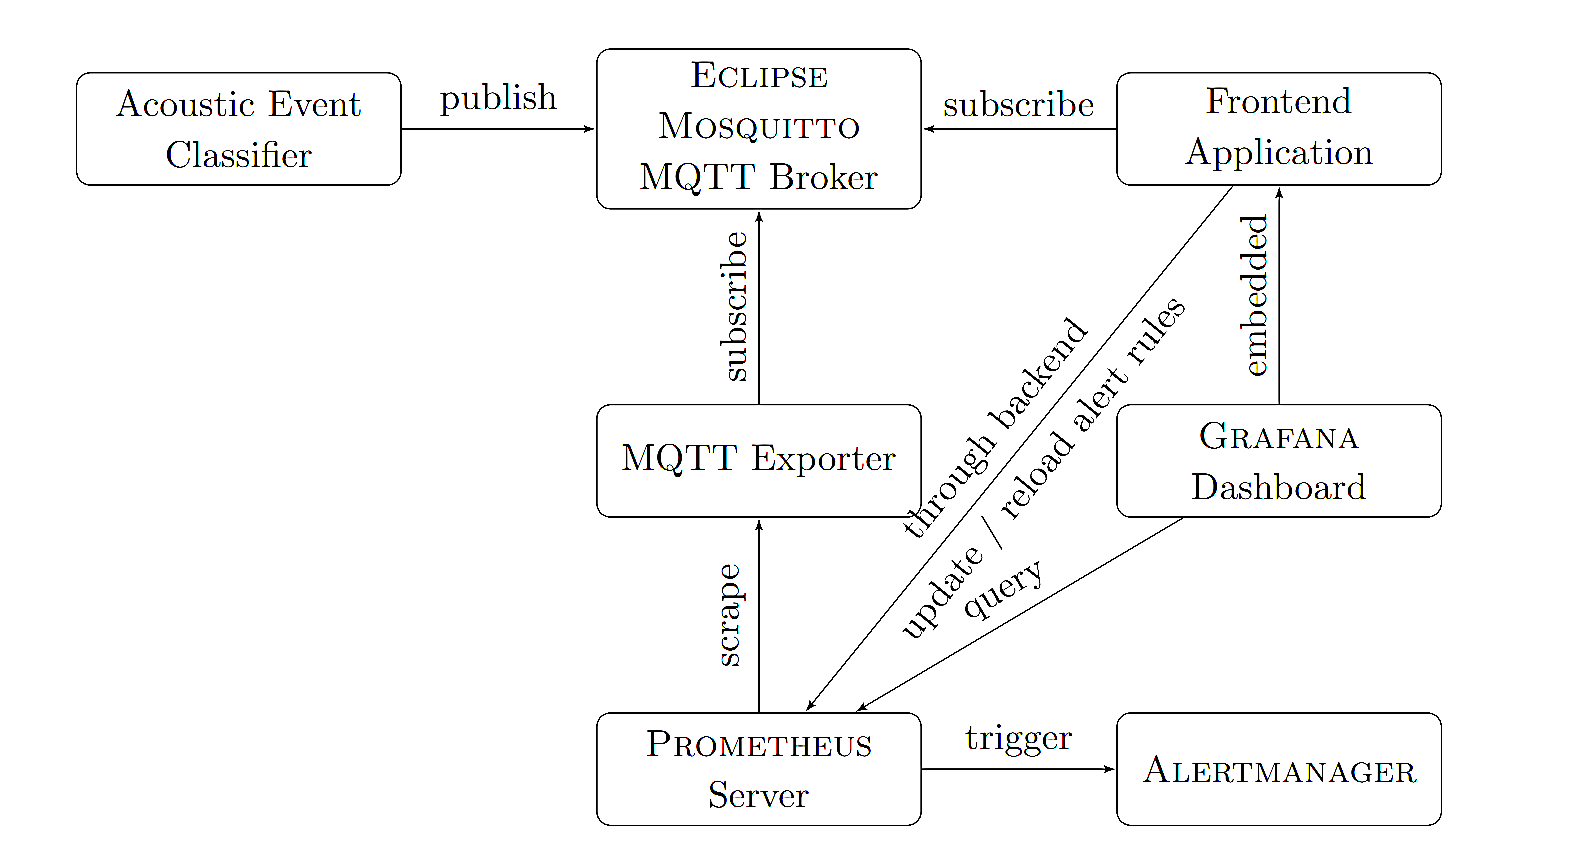 Acoustic Event
Classifier
publish
ECLIPSE
MOSQUITTO
MQTT Broker
subscribe
Frontend
Application
subscribe
through backend
update / reload alert rules
embedded
MQTT Exporter
GRAFANA
Dashboard
scrape
query
PROMETHEUS
Server
trigger
ALERTMANAGER